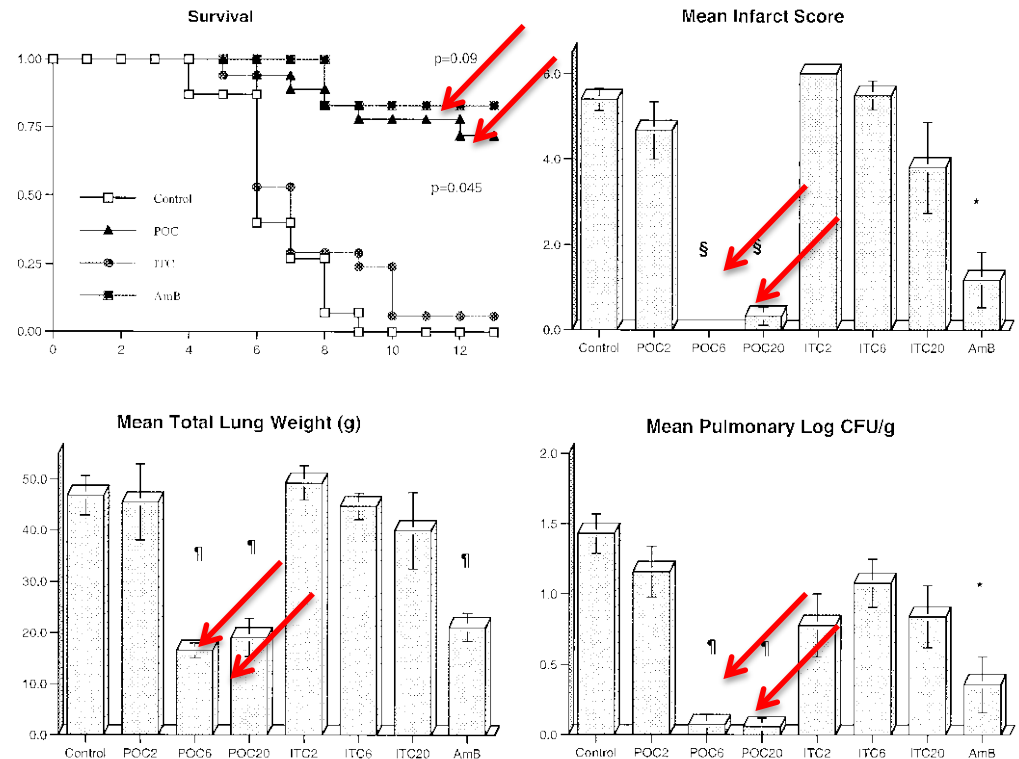 Survival
1.00
0.75
0.50
0.25
0.00
p=0.09
p=0.045
Control
POC
ITC
AmB
0 2 4 6 8 10 12
Mean Infarct Score
6.0
4.0
2.0
0.0
§ § *
Control POC2 POC6 POC20 ITC2 ITC6 ITC20 AmB
Mean Total Lung Weight (g)
50.0
40.0
30.0
20.0
10.0
0.0
¶ ¶ ¶
Control POC2 POC6 POC20 ITC2 ITC6 ITC20 AmB
Mean Pulmonary Log CFU/g
2.0
1.5
1.0
0.5
0.0
¶ ¶ *
Control POC2 POC6 POC20 ITC2 ITC6 ITC20 AmB